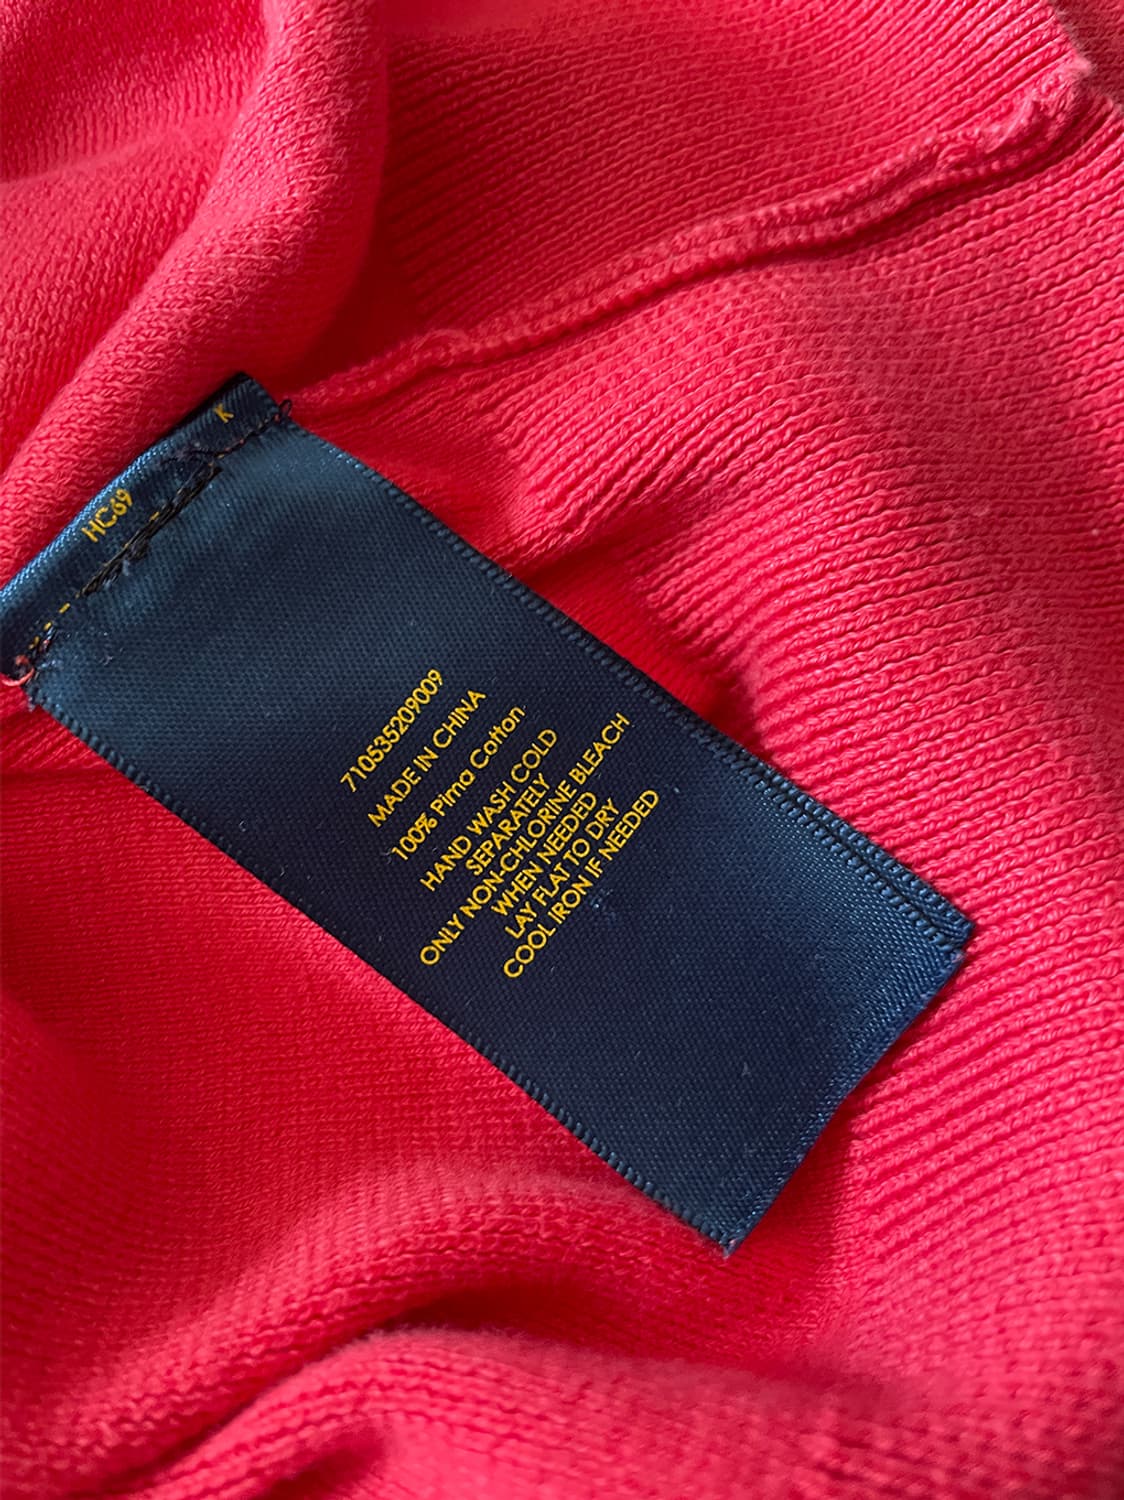 K
HC69
710535209009
MADE IN CHINA
100% Pima Cotton
HAND WASH COLD
SEPARATELY
ONLY NON-CHLORINE BLEACH
WHEN NEEDED
LAY FLAT TO DRY
COOL IRON IF NEEDED